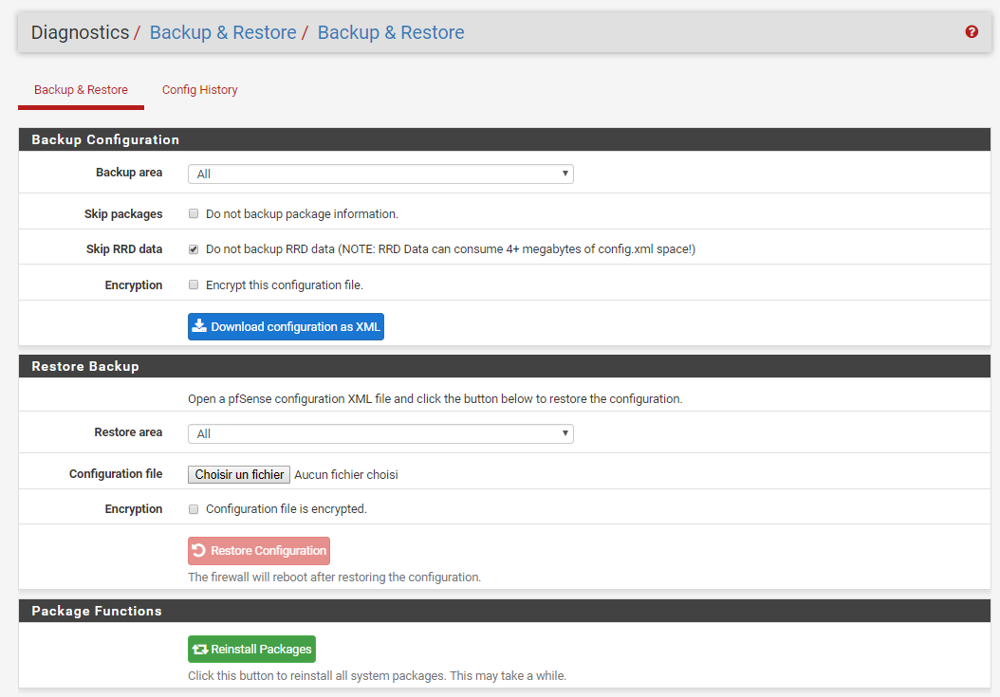 Diagnostics / Backup & Restore / Backup & Restore
Backup & Restore Config History
Backup Configuration
Backup area All
Skip packages Do not backup package information.
Skip RRD data Do not backup RRD data (NOTE: RRD Data can consume 4+ megabytes of config.xml space!)
Encryption Encrypt this configuration file.
Download configuration as XML
Restore Backup
Open a pfSense configuration XML file and click the button below to restore the configuration.
Restore area All
Configuration file Choisir un fichier Aucun fichier choisi
Encryption Configuration file is encrypted.
Restore Configuration
The firewall will reboot after restoring the configuration.
Package Functions
Reinstall Packages
Click this button to reinstall all system packages. This may take a while.